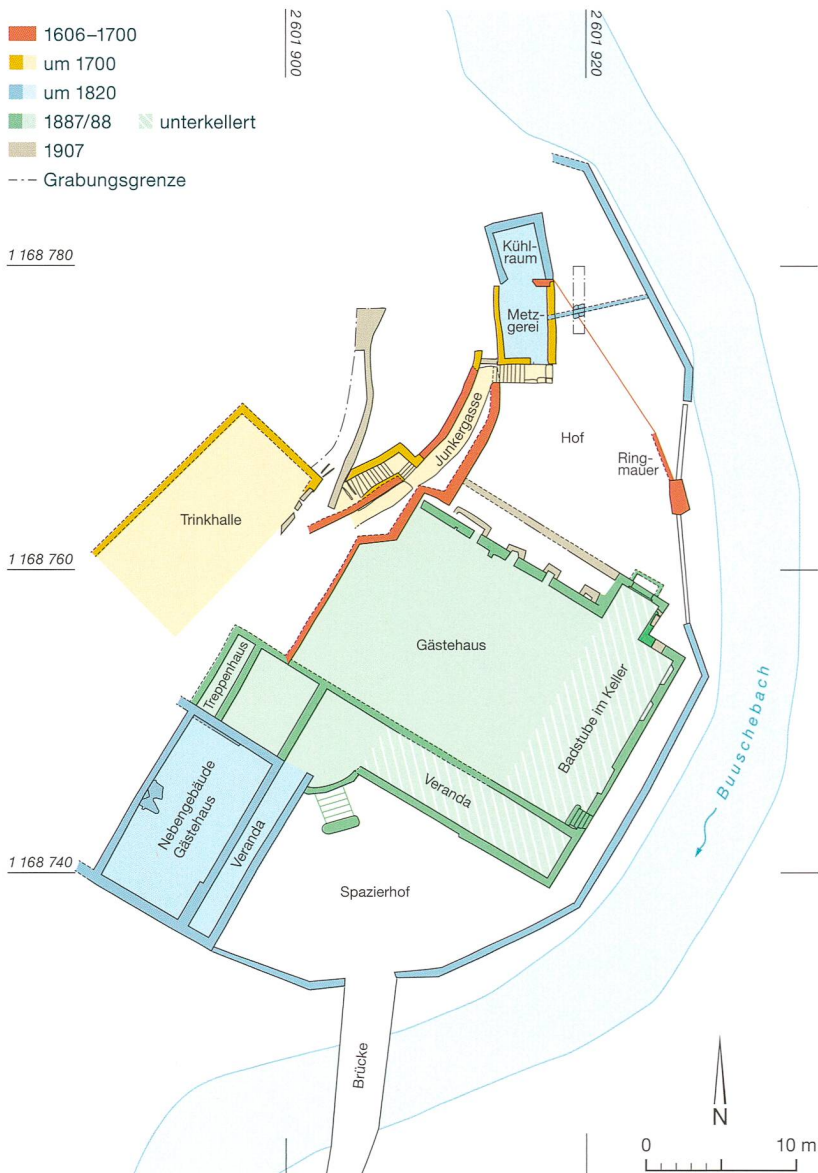 2 601 900
2 601 920
1606–1700
um 1700
um 1820
1887/88
unterkellert
1907
Grabungsgrenze
1 168 780
Kühl-
raum
Metz-
gerei
Junkergasse
Hof
Ring-
mauer
Trinkhalle
1 168 760
Gästehaus
Treppenhaus
Badstube im Keller
Buuschebach
Veranda
Nebengebäude
Gästehaus
Veranda
1 168 740
Spazierhof
Brücke
N
0
10 m